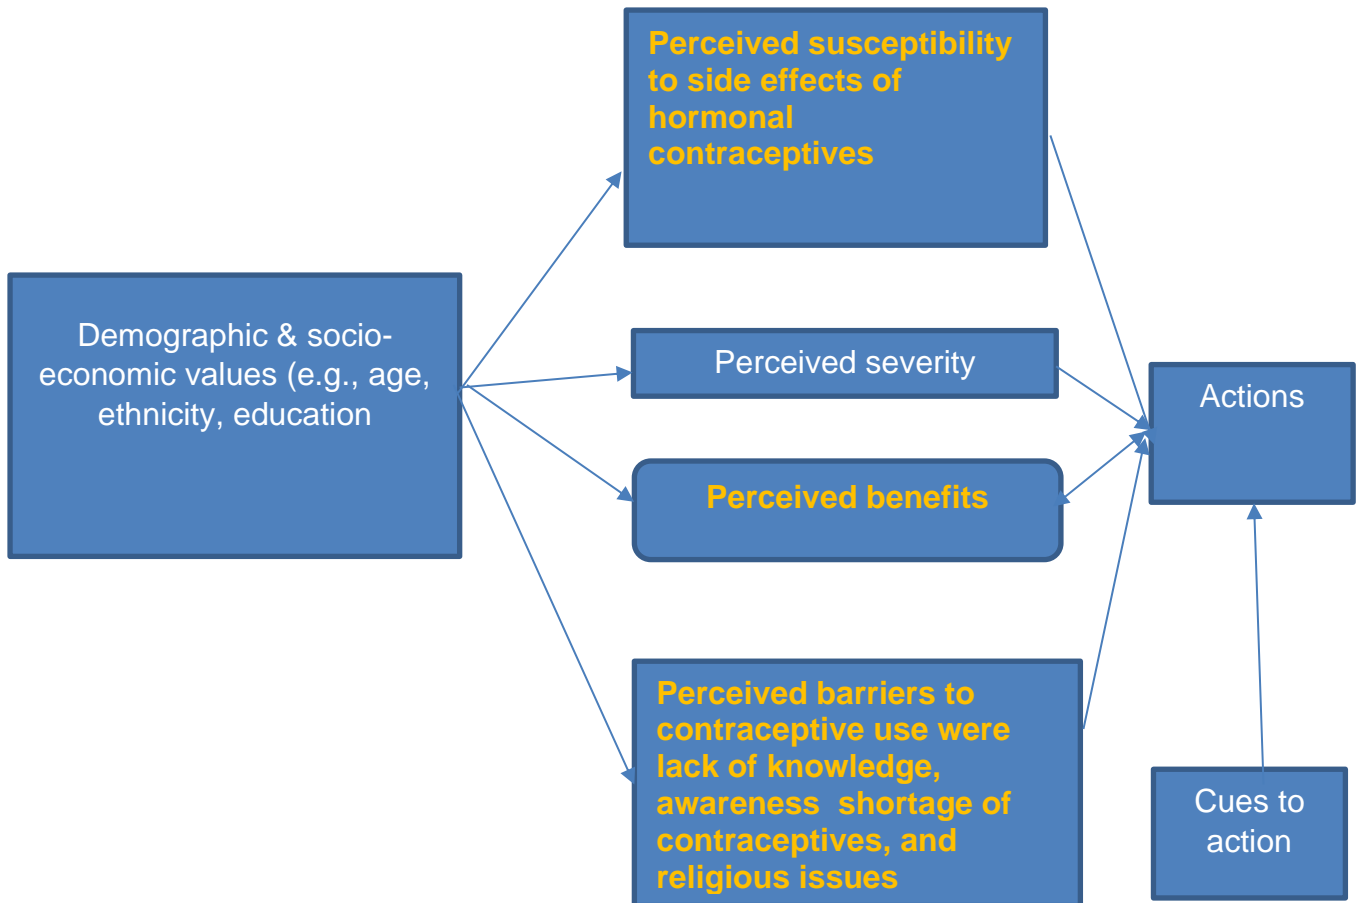 Perceived susceptibility
to side effects of
hormonal
contraceptives
Demographic & socio-
economic values (e.g., age,
ethnicity, education
Perceived severity
Actions
Perceived benefits
Perceived barriers to
contraceptive use were
lack of knowledge,
awareness  shortage of
contraceptives, and
religious issues
Cues to
action